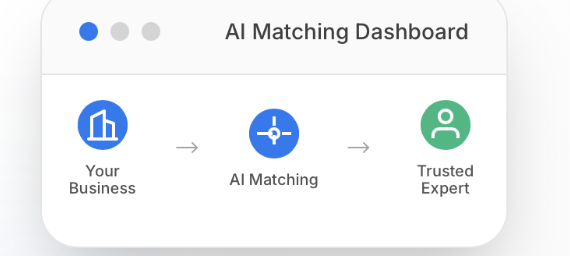 AI Matching Dashboard
Your
Business
AI Matching
Trusted
Expert